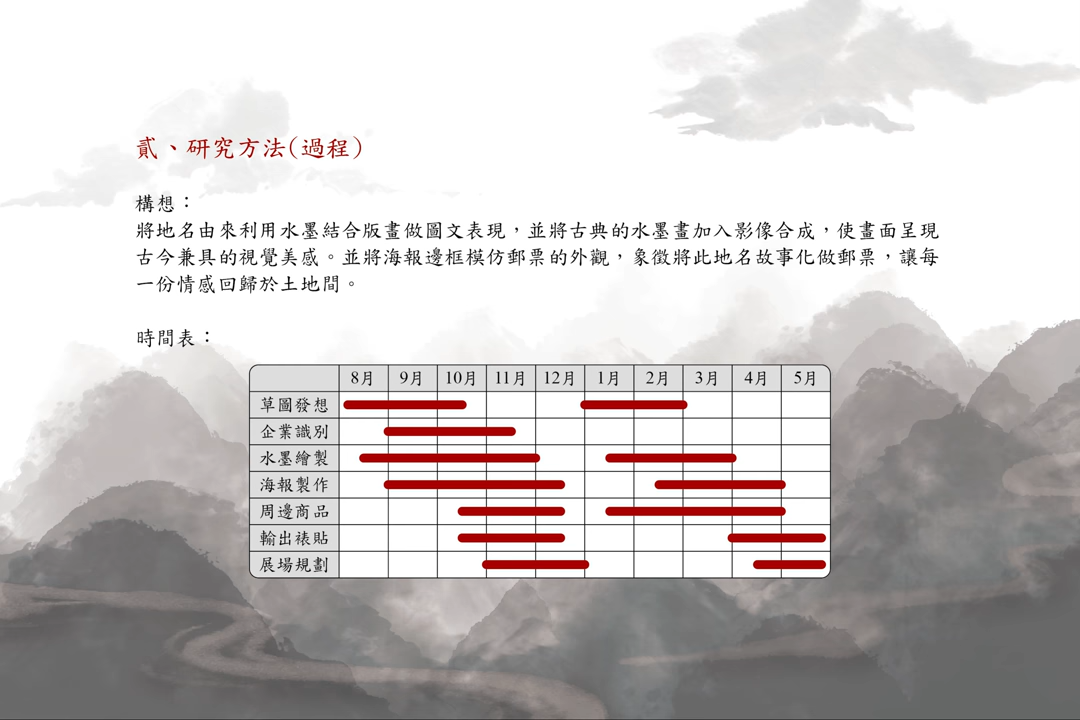 貳、研究方法(過程)
構想：
將地名由來利用水墨結合版畫做圖文表現，並將古典的水墨畫加入影像合成，使畫面呈現
古今兼具的視覺美感。並將海報邊框模仿郵票的外觀，象徵將此地名故事化做郵票，讓每
一份情感回歸於土地間。
時間表：
8月 9月 10月 11月 12月 1月 2月 3月 4月 5月
草圖發想
企業識別
水墨繪製
海報製作
周邊商品
輸出裱貼
展場規劃